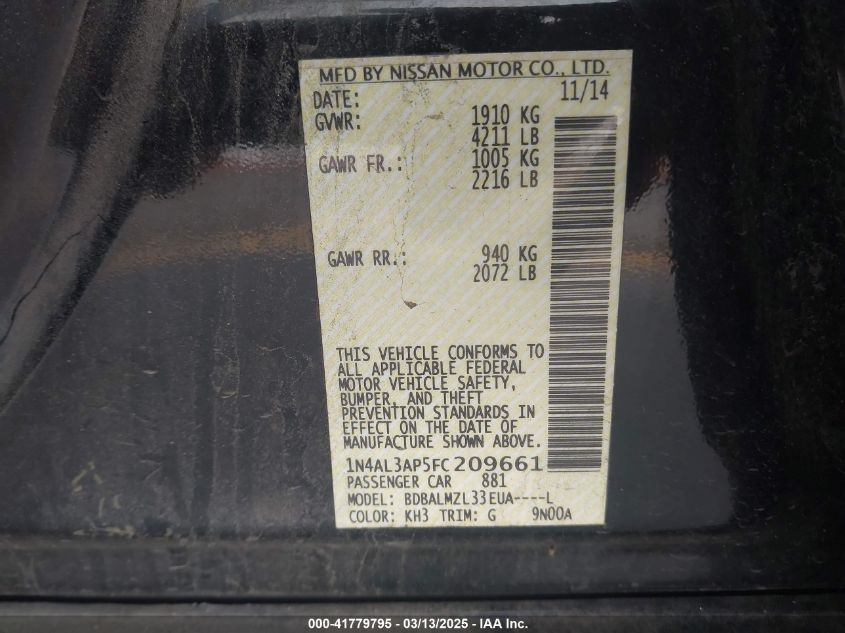 MFD BY NISSAN MOTOR CO., LTD.
DATE: 11/14
GVWR: 1910 KG
4211 LB
GAWR FR.: 1005 KG
2216 LB
GAWR RR.: 940 KG
2072 LB
THIS VEHICLE CONFORMS TO
ALL APPLICABLE FEDERAL
MOTOR VEHICLE SAFETY,
BUMPER, AND THEFT
PREVENTION STANDARDS IN
EFFECT ON THE DATE OF
MANUFACTURE SHOWN ABOVE.
1N4AL3AP5FC209661
PASSENGER CAR 881
MODEL: BDBALMZL33EUA----L
COLOR: KH3 TRIM: G 9N00A
000-41779795 - 03/13/2025 - IAA Inc.